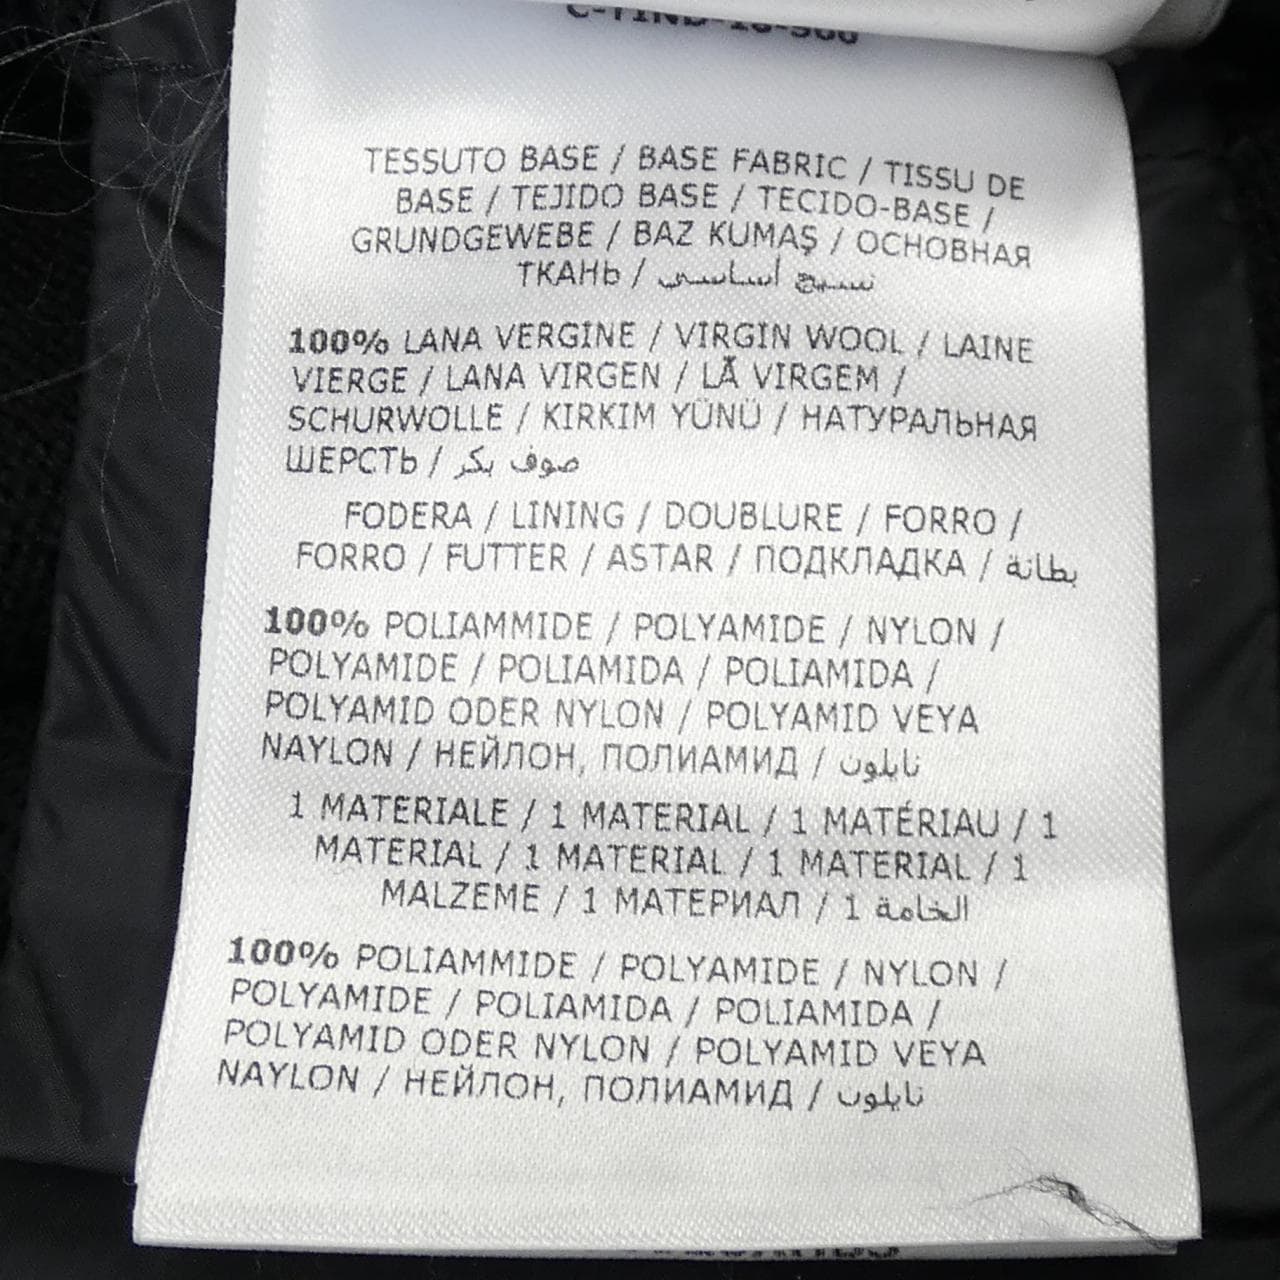 TESSUTO BASE / BASE FABRIC / TISSU DE
BASE / TEJIDO BASE / TECIDO-BASE /
GRUNDGEWEBE / BAZ KUMAŞ / ОСНОВНАЯ
ТКАНЬ / نسيج أساسي
100% LANA VERGINE / VIRGIN WOOL / LAINE
VIERGE / LANA VIRGEN / LÃ VIRGEM /
SCHURWOLLE / KIRKIM YÜNÜ / НАТУРАЛЬНАЯ
ШЕРСТЬ / صوف بكر
FODERA / LINING / DOUBLURE / FORRO /
FORRO / FUTTER / ASTAR / ПОДКЛАДКА / بطانة
100% POLIAMMIDE / POLYAMIDE / NYLON /
POLYAMIDE / POLIAMIDA / POLIAMIDA /
POLYAMID ODER NYLON / POLYAMID VEYA
NAYLON / НЕЙЛОН, ПОЛИАМИД / نايلون
1 MATERIALE / 1 MATERIAL / 1 MATÉRIAU / 1
MATERIAL / 1 MATERIAL / 1 MATERIAL / 1
MALZEME / 1 МАТЕРИАЛ / 1 الخامة
100% POLIAMMIDE / POLYAMIDE / NYLON /
POLYAMIDE / POLIAMIDA / POLIAMIDA /
POLYAMID ODER NYLON / POLYAMID VEYA
NAYLON / НЕЙЛОН, ПОЛИАМИД / نايلون